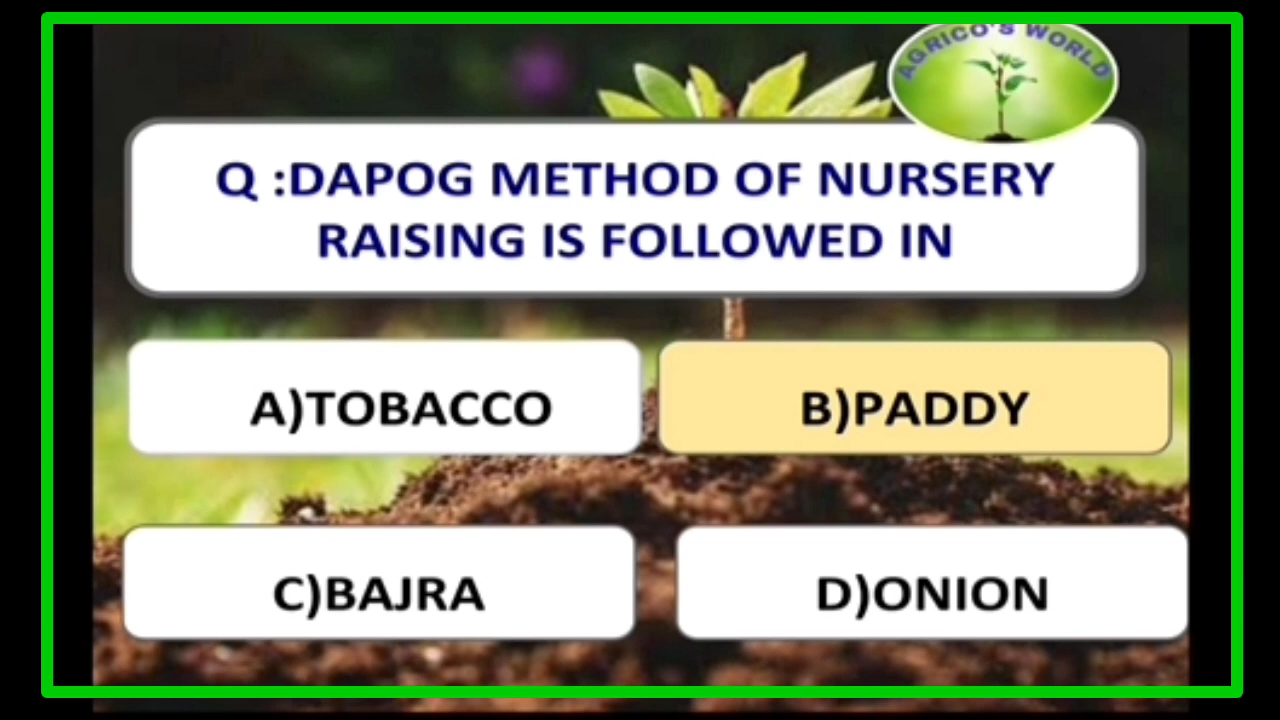 AGRICO'S WORLD
Q :DAPOG METHOD OF NURSERY
RAISING IS FOLLOWED IN
A)TOBACCO
B)PADDY
C)BAJRA
D)ONION